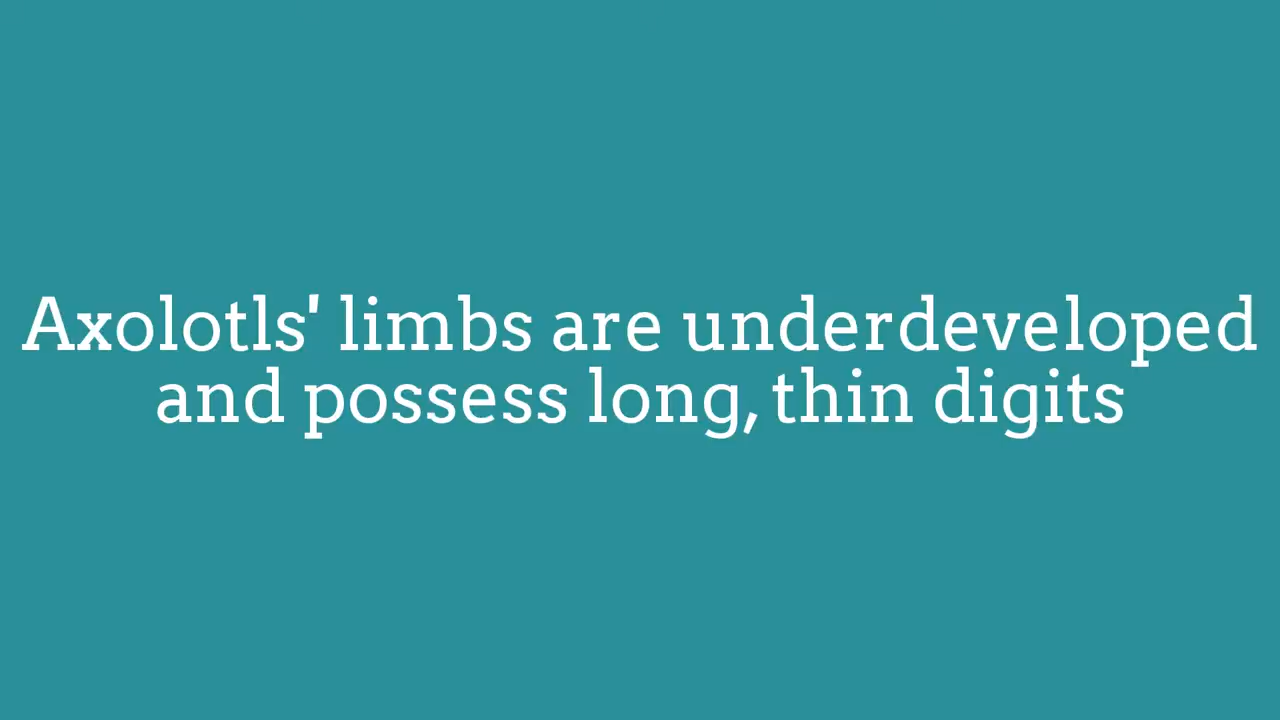 Axolotls' limbs are underdeveloped
and possess long, thin digits